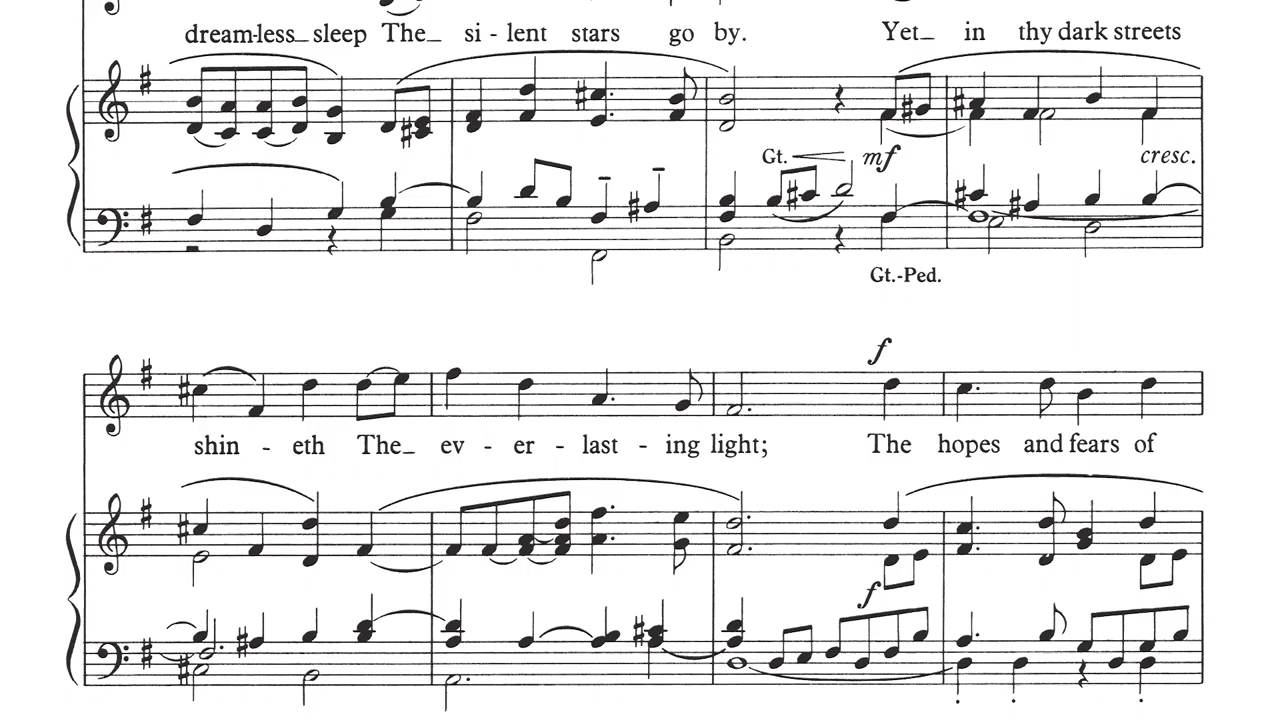 dream-less_ sleep The_ si - lent stars go by. Yet_ in thy dark streets
Gt. mf cresc.
Gt.-Ped.
f
shin - eth The_ ev - er - last - ing light; The hopes and fears of
f